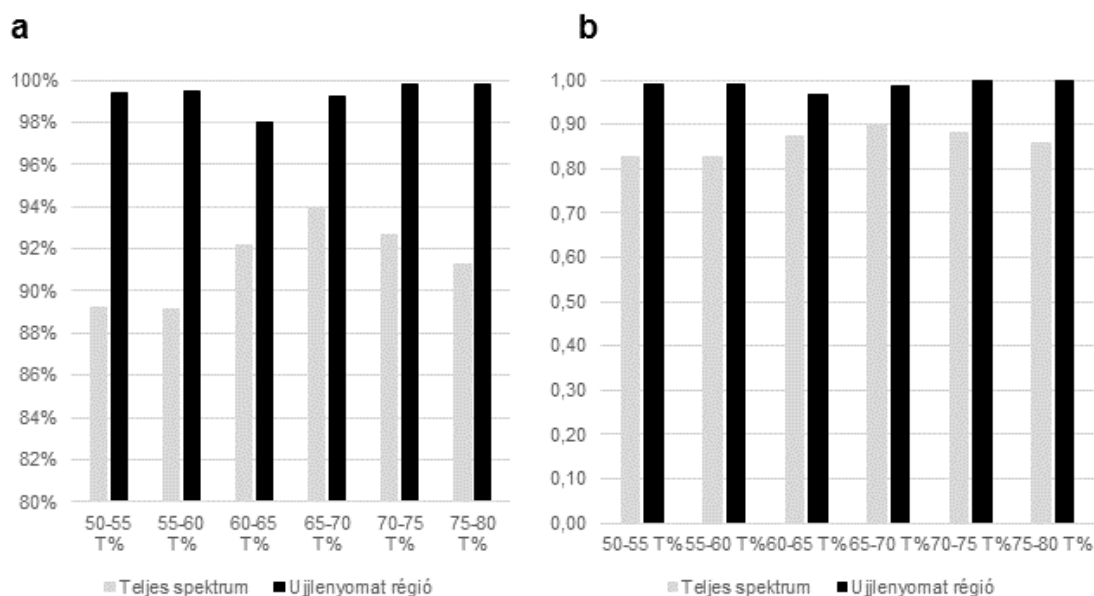 a
100%
98%
96%
94%
92%
90%
88%
86%
84%
82%
80%
50-55 T%
55-60 T%
60-65 T%
65-70 T%
70-75 T%
75-80 T%
Teljes spektrum Ujjlenyomat régió
b
1,00
0,90
0,80
0,70
0,60
0,50
0,40
0,30
0,20
0,10
0,00
50-55 T% 55-60 T% 60-65 T% 65-70 T% 70-75 T% 75-80 T%
Teljes spektrum Ujjlenyomat régió